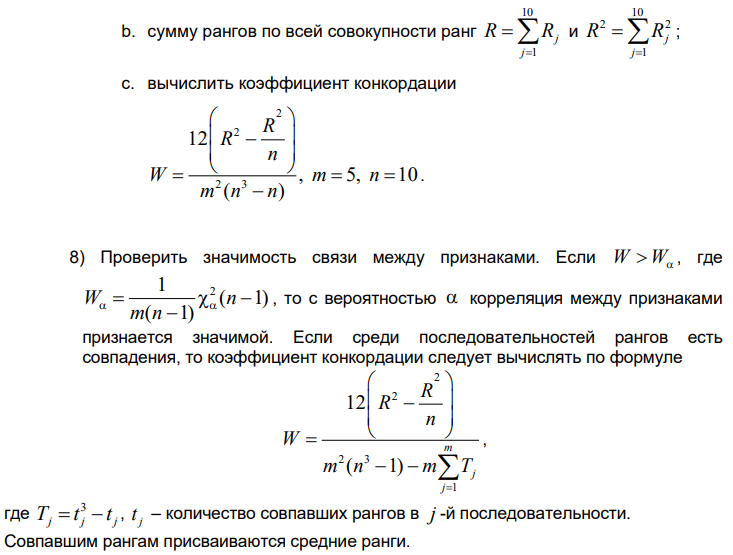 b. сумму рангов по всей совокупности ранг $R = \sum_{j=1}^{10} R_j$ и $R^2 = \sum_{j=1}^{10} R_j^2$ ;
c. вычислить коэффициент конкордации
$W = \frac{12\left(R^2 - \frac{R^2}{n}\right)}{m^2(n^3 - n)}, \; m = 5, \; n = 10.$
8) Проверить значимость связи между признаками. Если $W > W_\alpha$, где
$W_\alpha = \frac{1}{m(n-1)} \chi_\alpha^2(n-1)$, то с вероятностью $\alpha$ корреляция между признаками
признается значимой. Если среди последовательностей рангов есть
совпадения, то коэффициент конкордации следует вычислять по формуле
$W = \frac{12\left(R^2 - \frac{R^2}{n}\right)}{m^2(n^3 - 1) - m\sum_{j=1}^{m} T_j},$
где $T_j = t_j^3 - t_j$, $t_j$ – количество совпавших рангов в $j$-й последовательности.
Совпавшим рангам присваиваются средние ранги.